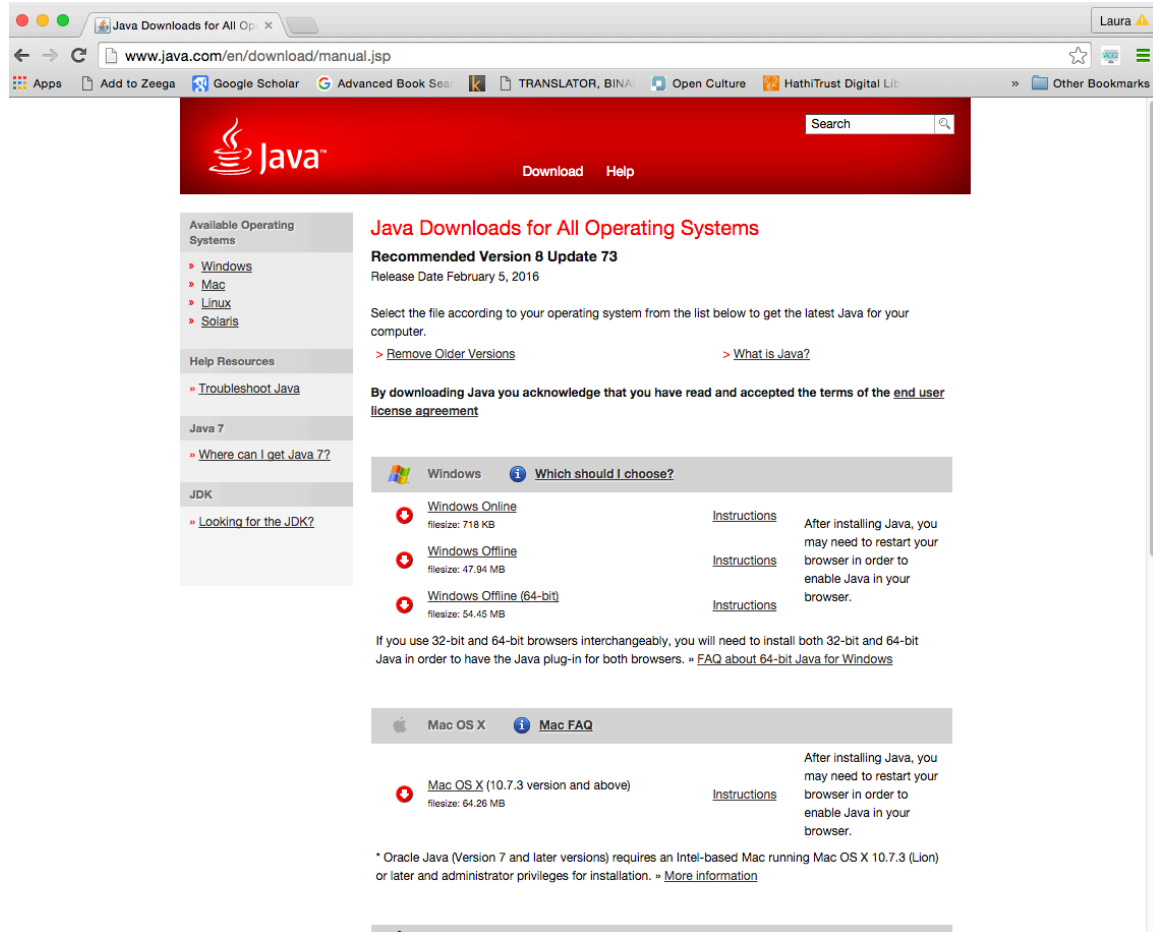 Java Downloads for All Op
Laura
www.java.com/en/download/manual.jsp
Apps Add to Zeega Google Scholar Advanced Book Sea TRANSLATOR, BINA Open Culture HathiTrust Digital Lib » Other Bookmarks
Search
Java™
Download Help
Available Operating
Systems
» Windows
» Mac
» Linux
» Solaris
Help Resources
» Troubleshoot Java
Java 7
» Where can I get Java 7?
JDK
» Looking for the JDK?
Java Downloads for All Operating Systems
Recommended Version 8 Update 73
Release Date February 5, 2016
Select the file according to your operating system from the list below to get the latest Java for your
computer.
> Remove Older Versions > What is Java?
By downloading Java you acknowledge that you have read and accepted the terms of the end user
license agreement
Windows Which should I choose?
Windows Online
filesize: 718 KB
Instructions
Windows Offline
filesize: 47.94 MB
Instructions
Windows Offline (64-bit)
filesize: 54.45 MB
Instructions
After installing Java, you
may need to restart your
browser in order to
enable Java in your
browser.
If you use 32-bit and 64-bit browsers interchangeably, you will need to install both 32-bit and 64-bit
Java in order to have the Java plug-in for both browsers. » FAQ about 64-bit Java for Windows
Mac OS X Mac FAQ
Mac OS X (10.7.3 version and above)
filesize: 64.26 MB
Instructions
After installing Java, you
may need to restart your
browser in order to
enable Java in your
browser.
* Oracle Java (Version 7 and later versions) requires an Intel-based Mac running Mac OS X 10.7.3 (Lion)
or later and administrator privileges for installation. » More information